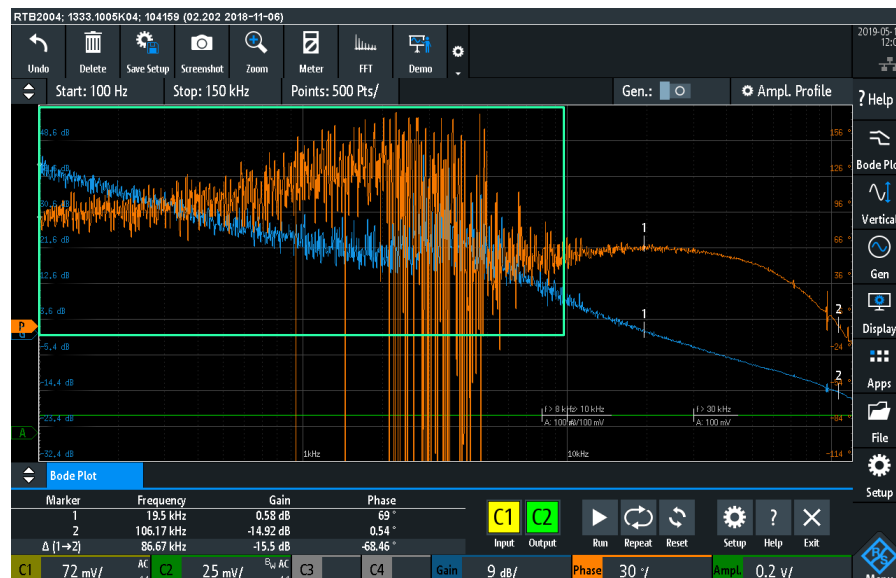 RTB2004; 1333.1005K04; 104159 (02.202 2018-11-06)
2019-05-1
12:0
Undo Delete Save Setup Screenshot Zoom Meter FFT Demo
Start: 100 Hz Stop: 150 kHz Points: 500 Pts/ Gen.: Ampl. Profile
? Help
48.6 dB 156 °
Bode Plo
126 °
30.6 dB 96 °
Vertical
21.6 dB 66 °
1
12.6 dB 36 °
Gen
3.6 dB
P 1 2
Display
-5.4 dB -24 °
2
-14.4 dB
Apps
f > 8 kHz 10 kHz f > 30 kHz
-23.4 dB A: 100 mV/100 mV A: 100 mV -84 °
A
File
-32.4 dB 1kHz 10kHz -114 °
Bode Plot
Setup
Marker Frequency Gain Phase
1 19.5 kHz 0.58 dB 69 °
2 106.17 kHz -14.92 dB 0.54 °
Δ (1→2) 86.67 kHz -15.5 dB -68.46 °
C1 C2
Input Output Run Repeat Reset Setup ? Help Exit
C1 72 mV/ AC C2 25 mV/ BW AC C3 C4 Gain 9 dB/ Phase 30 °/ Ampl. 0.2 V/
R&S